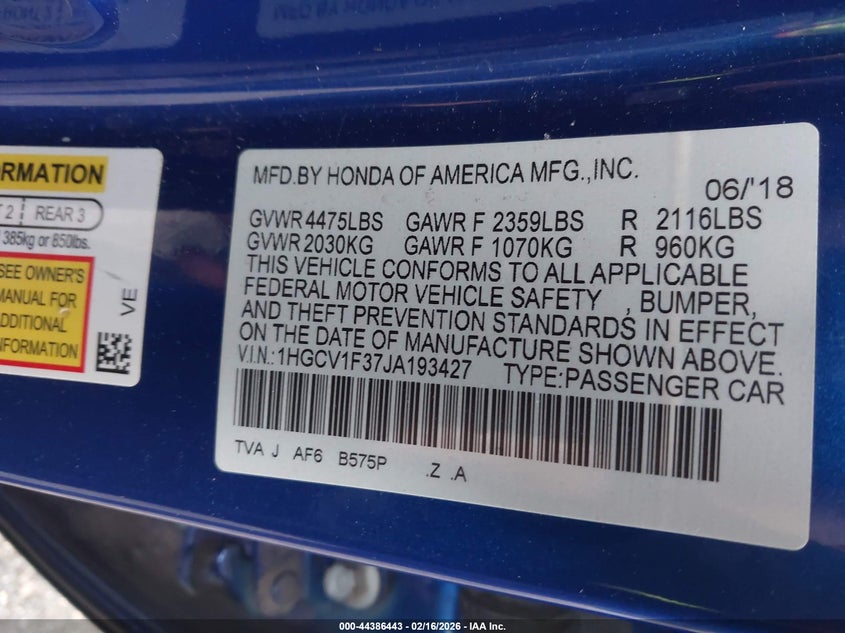 MFD.BY HONDA OF AMERICA MFG.,INC.
06/'18
GVWR 4475LBS GAWR F 2359LBS R 2116LBS
GVWR 2030KG GAWR F 1070KG R 960KG
THIS VEHICLE CONFORMS TO ALL APPLICABLE
FEDERAL MOTOR VEHICLE SAFETY , BUMPER,
AND THEFT PREVENTION STANDARDS IN EFFECT
ON THE DATE OF MANUFACTURE SHOWN ABOVE.
V.I.N.:1HGCV1F37JA193427 TYPE:PASSENGER CAR
TVA J AF6 B575P .Z .A
ORMATION
T 2 REAR 3
385kg or 850lbs.
SEE OWNER'S
MANUAL FOR
ADDITIONAL
INFORMATION
VE
000-44386443 - 02/16/2026 - IAA Inc.